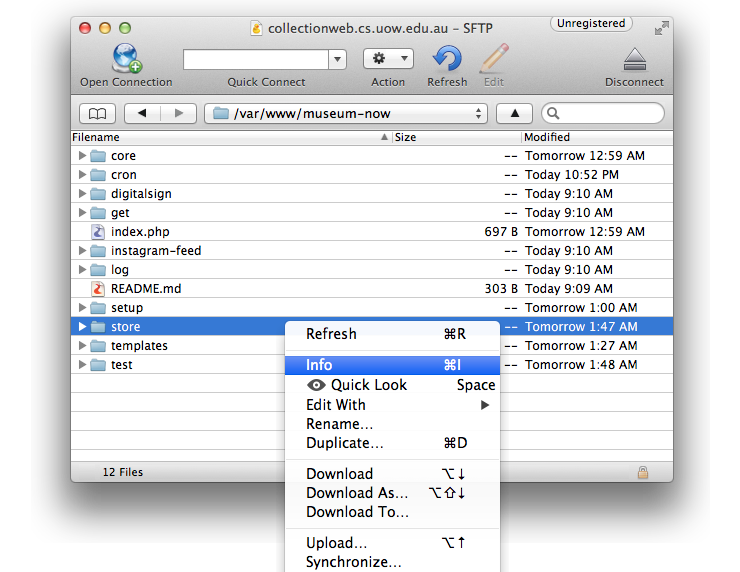 collectionweb.cs.uow.edu.au – SFTP
Unregistered
Open Connection Quick Connect Action Refresh Edit Disconnect
/var/www/museum-now
Filename Size Modified
core -- Tomorrow 12:59 AM
cron -- Today 10:52 PM
digitalsign -- Today 9:10 AM
get -- Today 9:10 AM
index.php 697 B Tomorrow 12:59 AM
instagram-feed -- Today 9:10 AM
log -- Today 9:10 AM
README.md 303 B Today 9:09 AM
setup -- Tomorrow 1:00 AM
store -- Tomorrow 1:47 AM
templates -- Tomorrow 1:27 AM
test -- Tomorrow 1:48 AM
12 Files
Refresh ⌘R
Info ⌘I
Quick Look Space
Edit With
Rename...
Duplicate... ⌘D
Download ⌥↓
Download As... ⌥⇧↓
Download To...
Upload... ⌥↑
Synchronize...